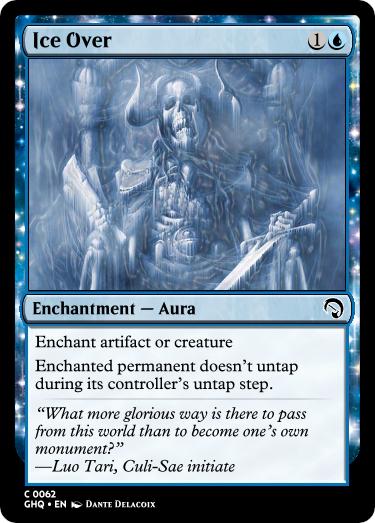 Ice Over 1
Enchantment — Aura
Enchant artifact or creature
Enchanted permanent doesn't untap
during its controller's untap step.
“What more glorious way is there to pass
from this world than to become one's own
monument?”
—Luo Tari, Culi-Sae initiate
C 0062
GHQ • EN Dante Delacoix